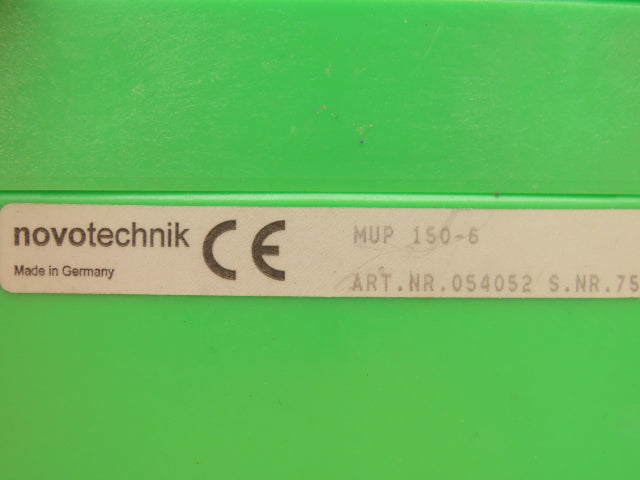 novotechnik CE MUP 150-6
Made in Germany ART.NR.054052 S.NR.75